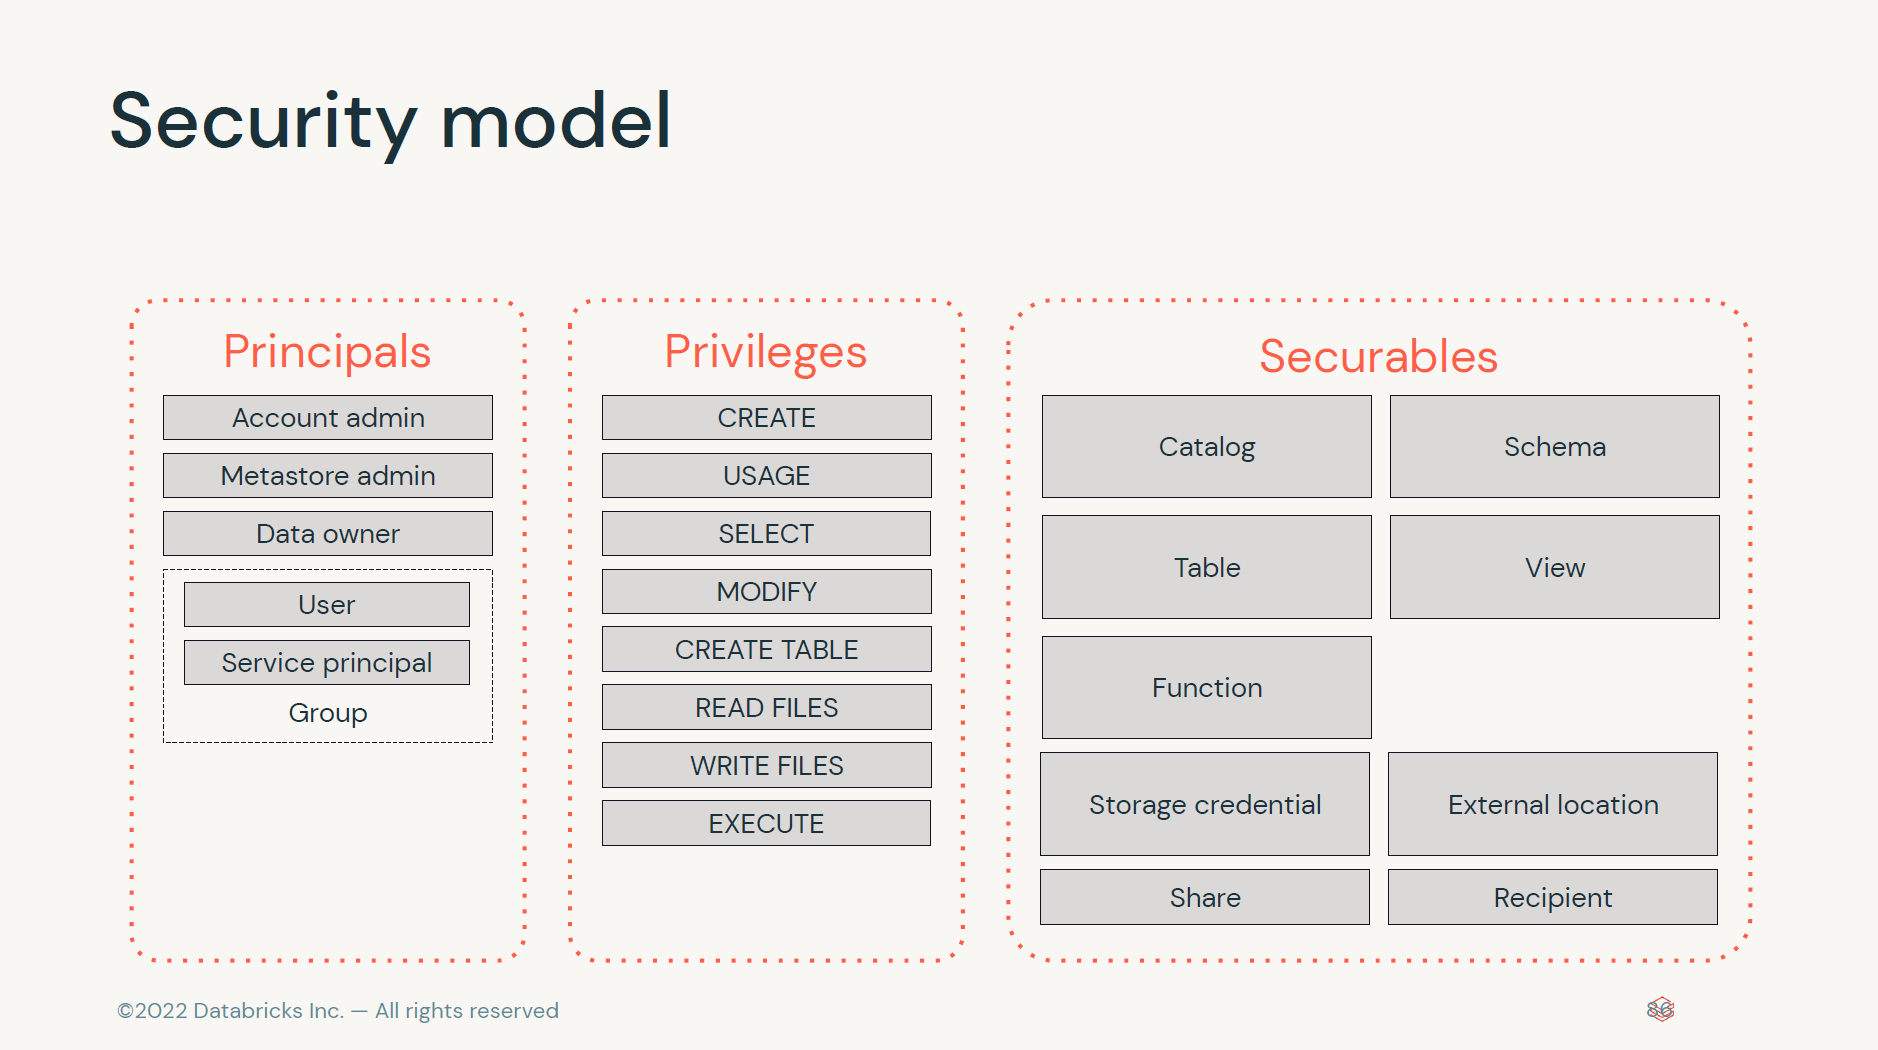 Security model
Principals
Account admin
Metastore admin
Data owner
User
Service principal
Group
Privileges
CREATE
USAGE
SELECT
MODIFY
CREATE TABLE
READ FILES
WRITE FILES
EXECUTE
Securables
Catalog
Schema
Table
View
Function
Storage credential
External location
Share
Recipient
©2022 Databricks Inc. — All rights reserved